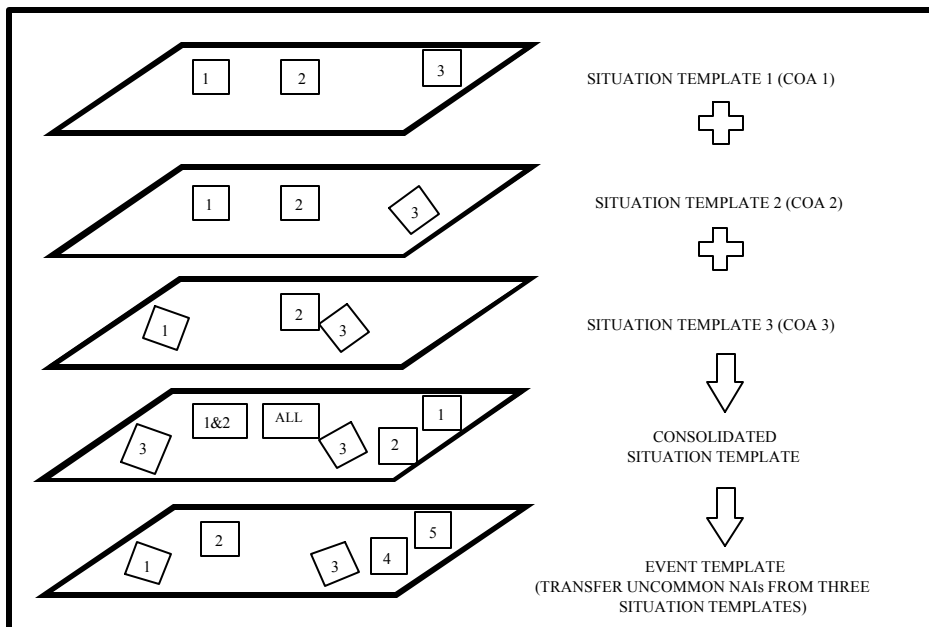 1 2 3 SITUATION TEMPLATE 1 (COA 1)
1 2 3 SITUATION TEMPLATE 2 (COA 2)
1 2 3 SITUATION TEMPLATE 3 (COA 3)
3 1&2 ALL 3 2 1 CONSOLIDATED
SITUATION TEMPLATE
1 2 3 4 5 EVENT TEMPLATE
(TRANSFER UNCOMMON NAIs FROM THREE
SITUATION TEMPLATES)